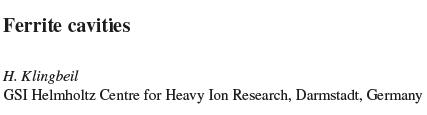 Ferrite cavities
H. Klingbeil
GSI Helmholtz Centre for Heavy Ion Research, Darmstadt, Germany